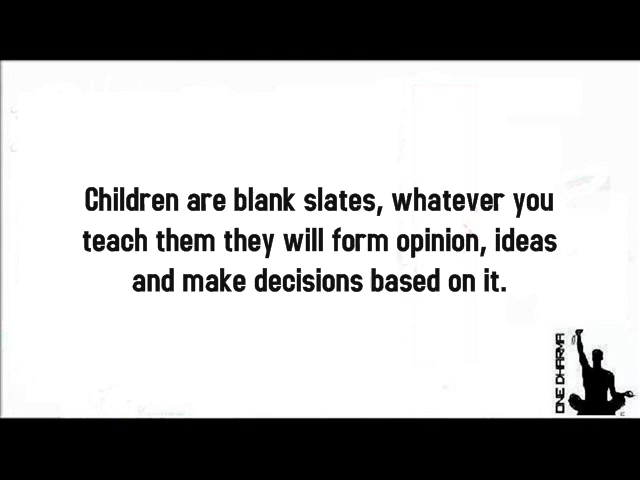 Children are blank slates, whatever you
teach them they will form opinion, ideas
and make decisions based on it.
ONE DHARMA